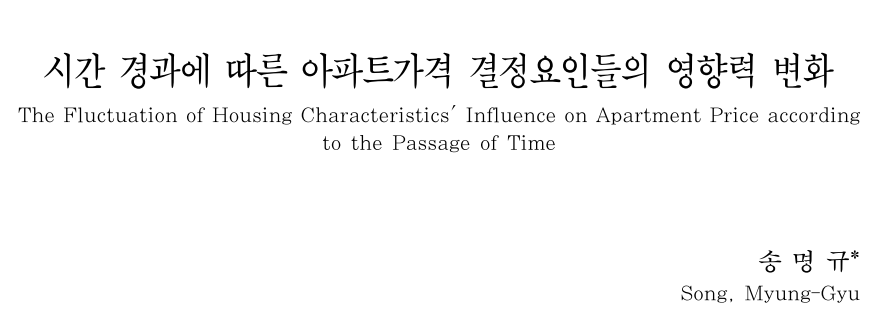 시간 경과에 따른 아파트가격 결정요인들의 영향력 변화
The Fluctuation of Housing Characteristics′ Influence on Apartment Price according
to the Passage of Time
송 명 규*
Song, Myung-Gyu